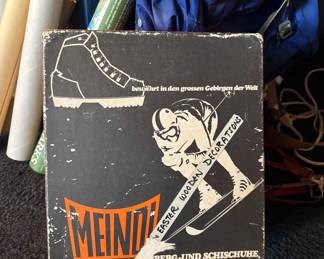 bewährt in den grossen Gebirgen der Welt
EASTER WOODEN DECORATIONS
MEINDL
BERG-UND SCHISCHUHE